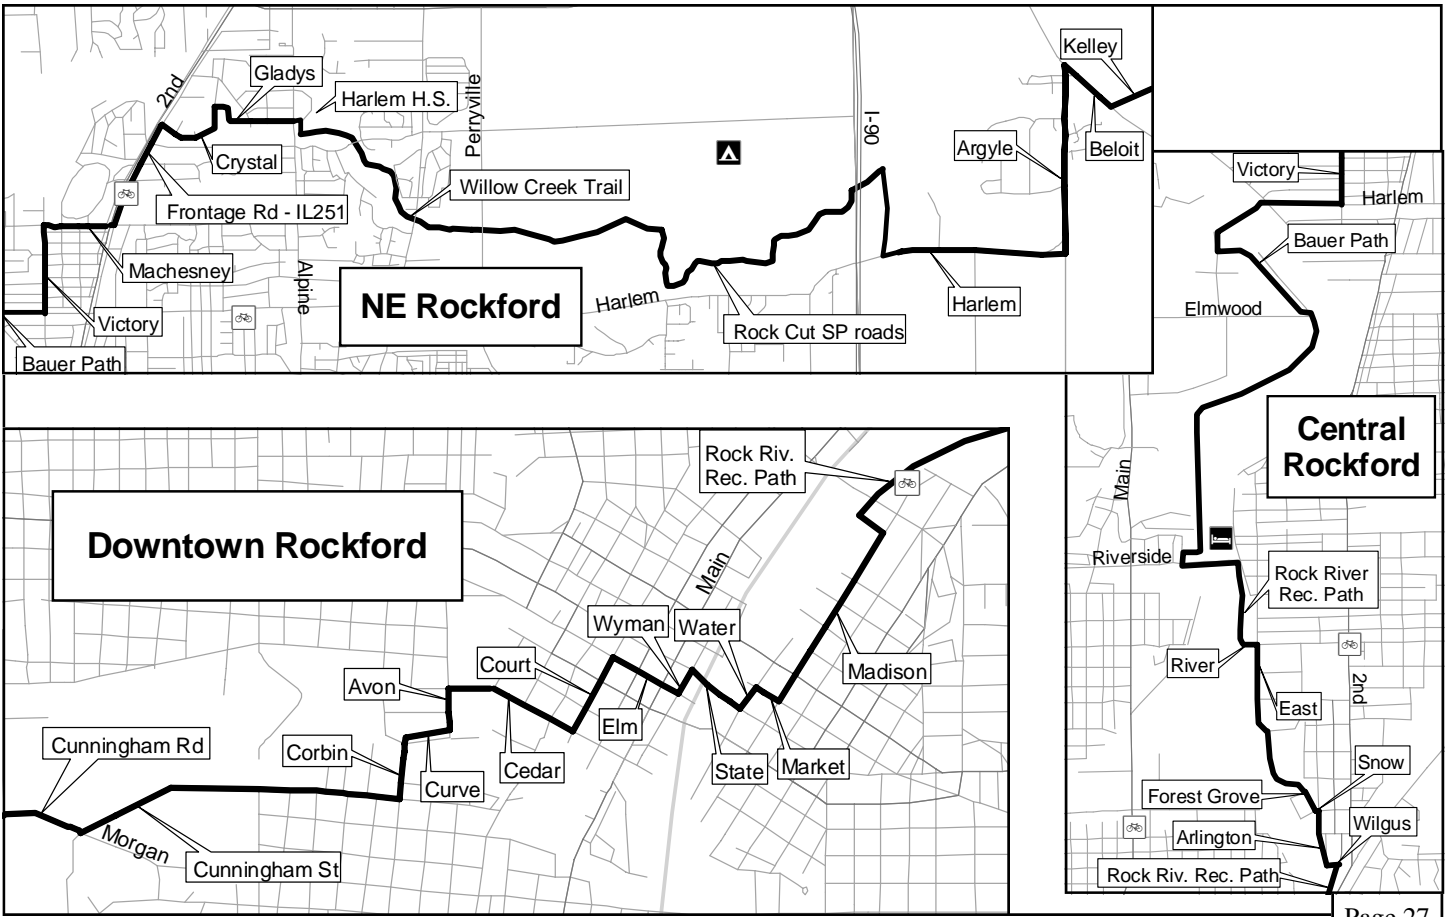 2nd
Gladys
Harlem H.S.
Perryville
Crystal
Willow Creek Trail
Frontage Rd - IL251
Machesney
Victory
Bauer Path
Alpine
NE Rockford
Harlem
Rock Cut SP roads
I-90
Argyle
Kelley
Beloit
Harlem
Victory
Harlem
Bauer Path
Elmwood
Central
Rockford
Main
Riverside
Rock River
Rec. Path
River
East
2nd
Snow
Forest Grove
Wilgus
Arlington
Rock Riv. Rec. Path
Downtown Rockford
Rock Riv.
Rec. Path
Main
Wyman
Water
Court
Madison
Avon
Elm
Cunningham Rd
Corbin
Curve
Cedar
State
Market
Morgan
Cunningham St
Page 27